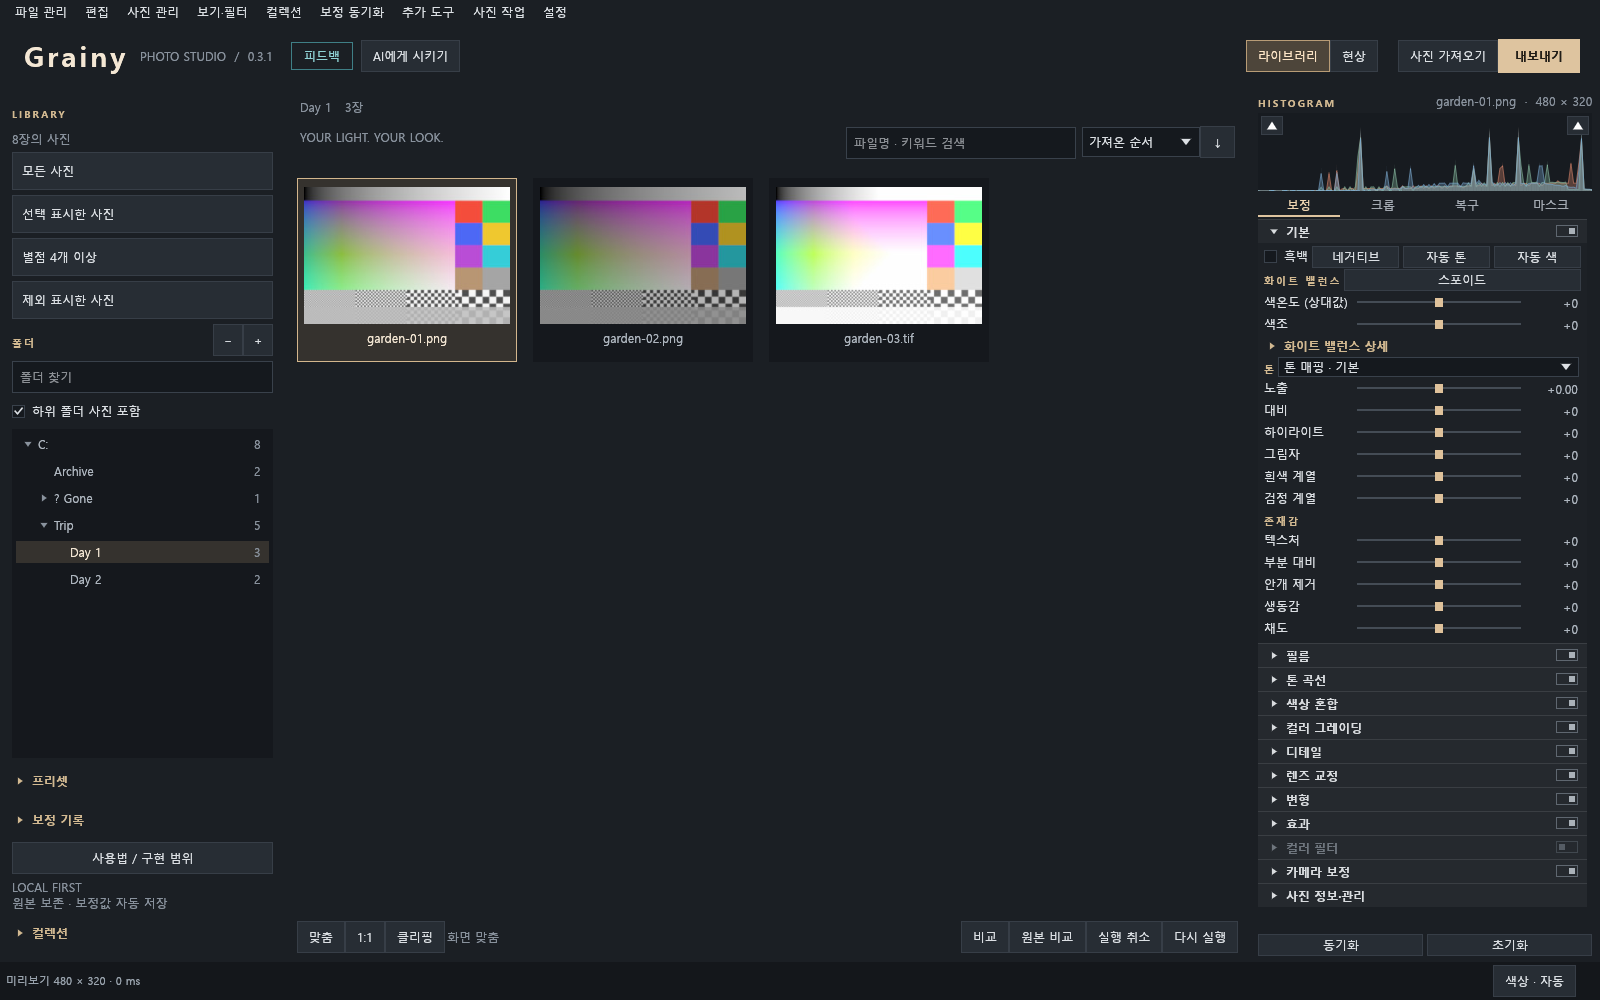 파일 관리 편집 사진 관리 보기·필터 컬렉션 보정 동기화 추가 도구 사진 작업 설정
Grainy PHOTO STUDIO / 0.3.1 피드백 AI에게 시키기 라이브러리 현상 사진 가져오기 내보내기
LIBRARY
8장의 사진
모든 사진
선택 표시한 사진
별점 4개 이상
제외 표시한 사진
폴더 − +
폴더 찾기
하위 폴더 사진 포함
C: 8
Archive 2
? Gone 1
Trip 5
Day 1 3
Day 2 2
프리셋
보정 기록
사용법 / 구현 범위
LOCAL FIRST
원본 보존 · 보정값 자동 저장
컬렉션
Day 1 3장
YOUR LIGHT. YOUR LOOK.
파일명 · 키워드 검색 가져온 순서 ↓
garden-01.png garden-02.png garden-03.tif
맞춤 1:1 클리핑 화면 맞춤 비교 원본 비교 실행 취소 다시 실행
HISTOGRAM garden-01.png · 480 × 320
보정 크롭 복구 마스크
기본
흑백 네거티브 자동 톤 자동 색
화이트 밸런스 스포이드
색온도 (상대값) +0
색조 +0
화이트 밸런스 상세
톤 톤 매핑 · 기본
노출 +0.00
대비 +0
하이라이트 +0
그림자 +0
흰색 계열 +0
검정 계열 +0
존재감
텍스처 +0
부분 대비 +0
안개 제거 +0
생동감 +0
채도 +0
필름
톤 곡선
색상 혼합
컬러 그레이딩
디테일
렌즈 교정
변형
효과
컬러 필터
카메라 보정
사진 정보·관리
동기화 초기화
미리보기 480 × 320 · 0 ms 색상 · 자동